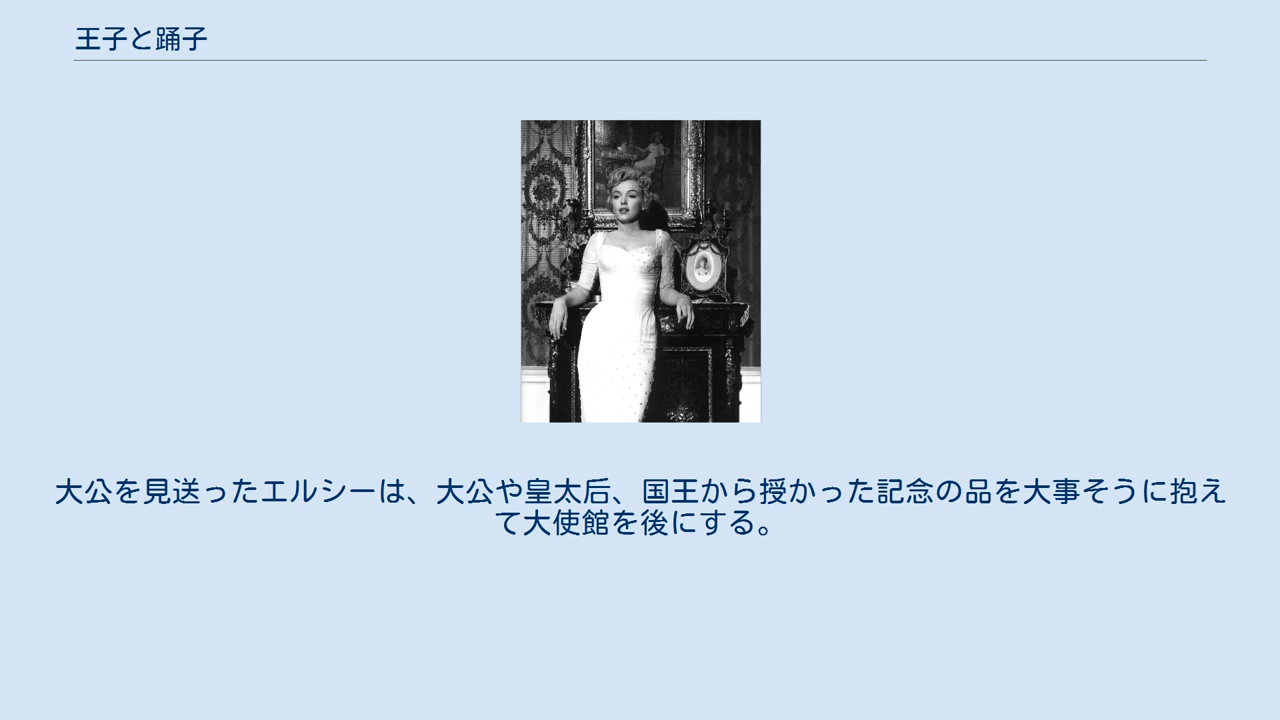 王子と踊子
大公を見送ったエルシーは、大公や皇太后、国王から授かった記念の品を大事そうに抱え
て大使館を後にする。